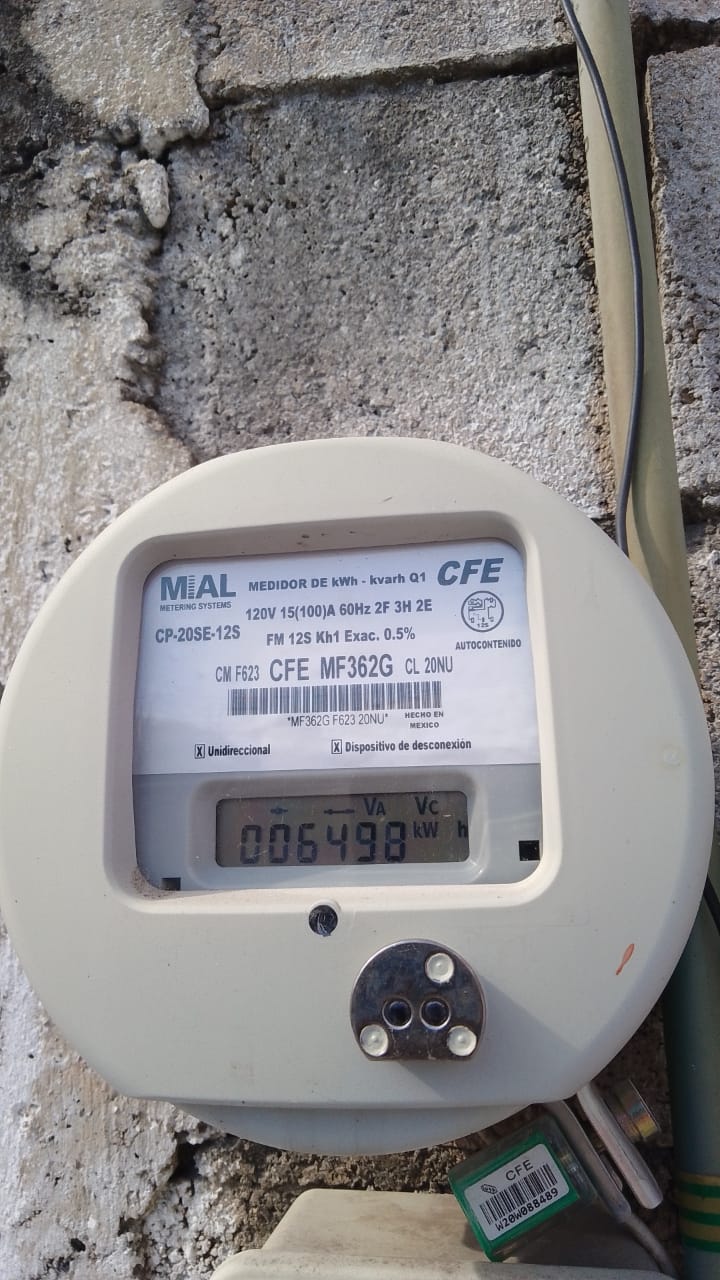 MIAL
METERING SYSTEMS
MEDIDOR DE kWh - kvarh Q1
CFE
120V 15(100)A 60Hz 2F 3H 2E
CP-20SE-12S
FM 12S Kh1 Exac. 0.5%
12S
AUTOCONTENIDO
CM F623 CFE MF362G CL 20NU
*MF362G F623 20NU*
HECHO EN
MEXICO
X Unidireccional
X Dispositivo de desconexión
VA VC
006498 kW h
CFE
W20W088489